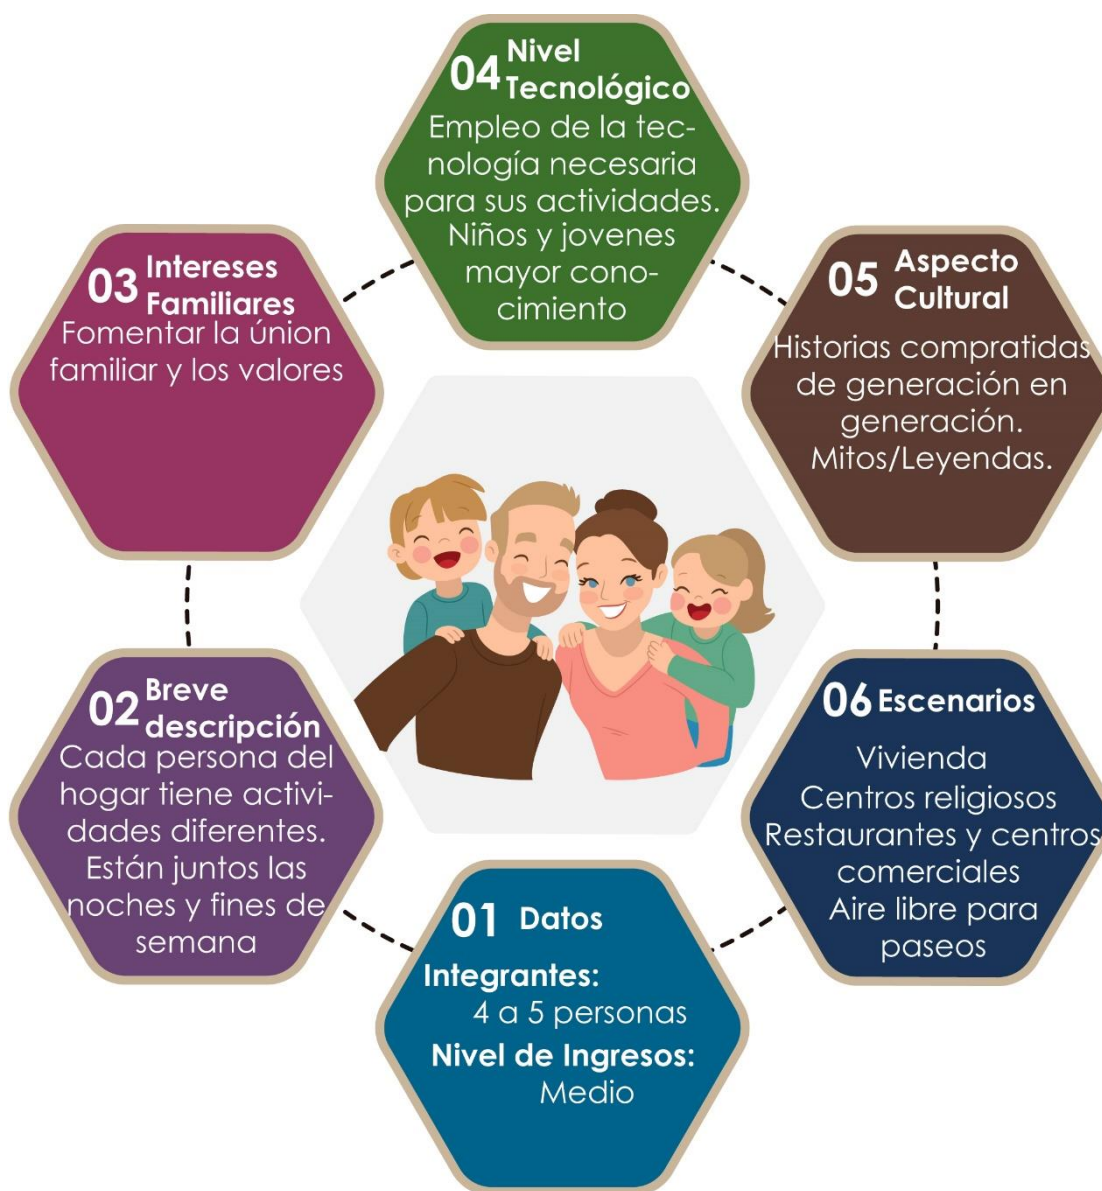 04 Nivel
Tecnológico
Empleo de la tec-
nología necesaria
para sus actividades.
Niños y jovenes
mayor cono-
cimiento
03 Intereses
Familiares
Fomentar la únion
familiar y los valores
05 Aspecto
Cultural
Historias compratidas
de generación en
generación.
Mitos/Leyendas.
02 Breve
descripción
Cada persona del
hogar tiene activi-
dades diferentes.
Están juntos las
noches y fines de
semana
06 Escenarios
Vivienda
Centros religiosos
Restaurantes y centros
comerciales
Aire libre para
paseos
01 Datos
Integrantes:
4 a 5 personas
Nivel de Ingresos:
Medio